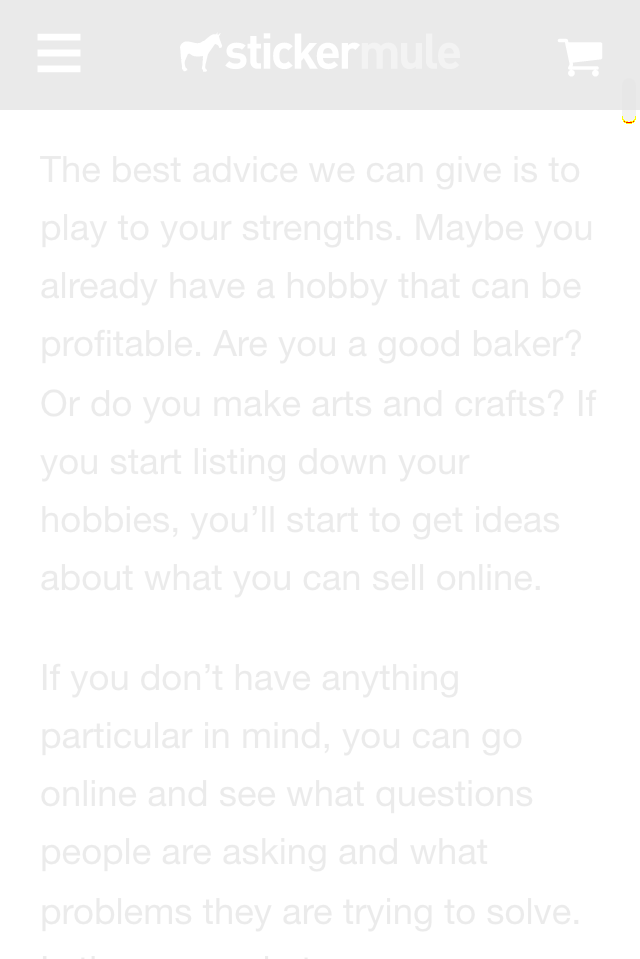 stickermule
The best advice we can give is to
play to your strengths. Maybe you
already have a hobby that can be
profitable. Are you a good baker?
Or do you make arts and crafts? If
you start listing down your
hobbies, you’ll start to get ideas
about what you can sell online.
If you don’t have anything
particular in mind, you can go
online and see what questions
people are asking and what
problems they are trying to solve.